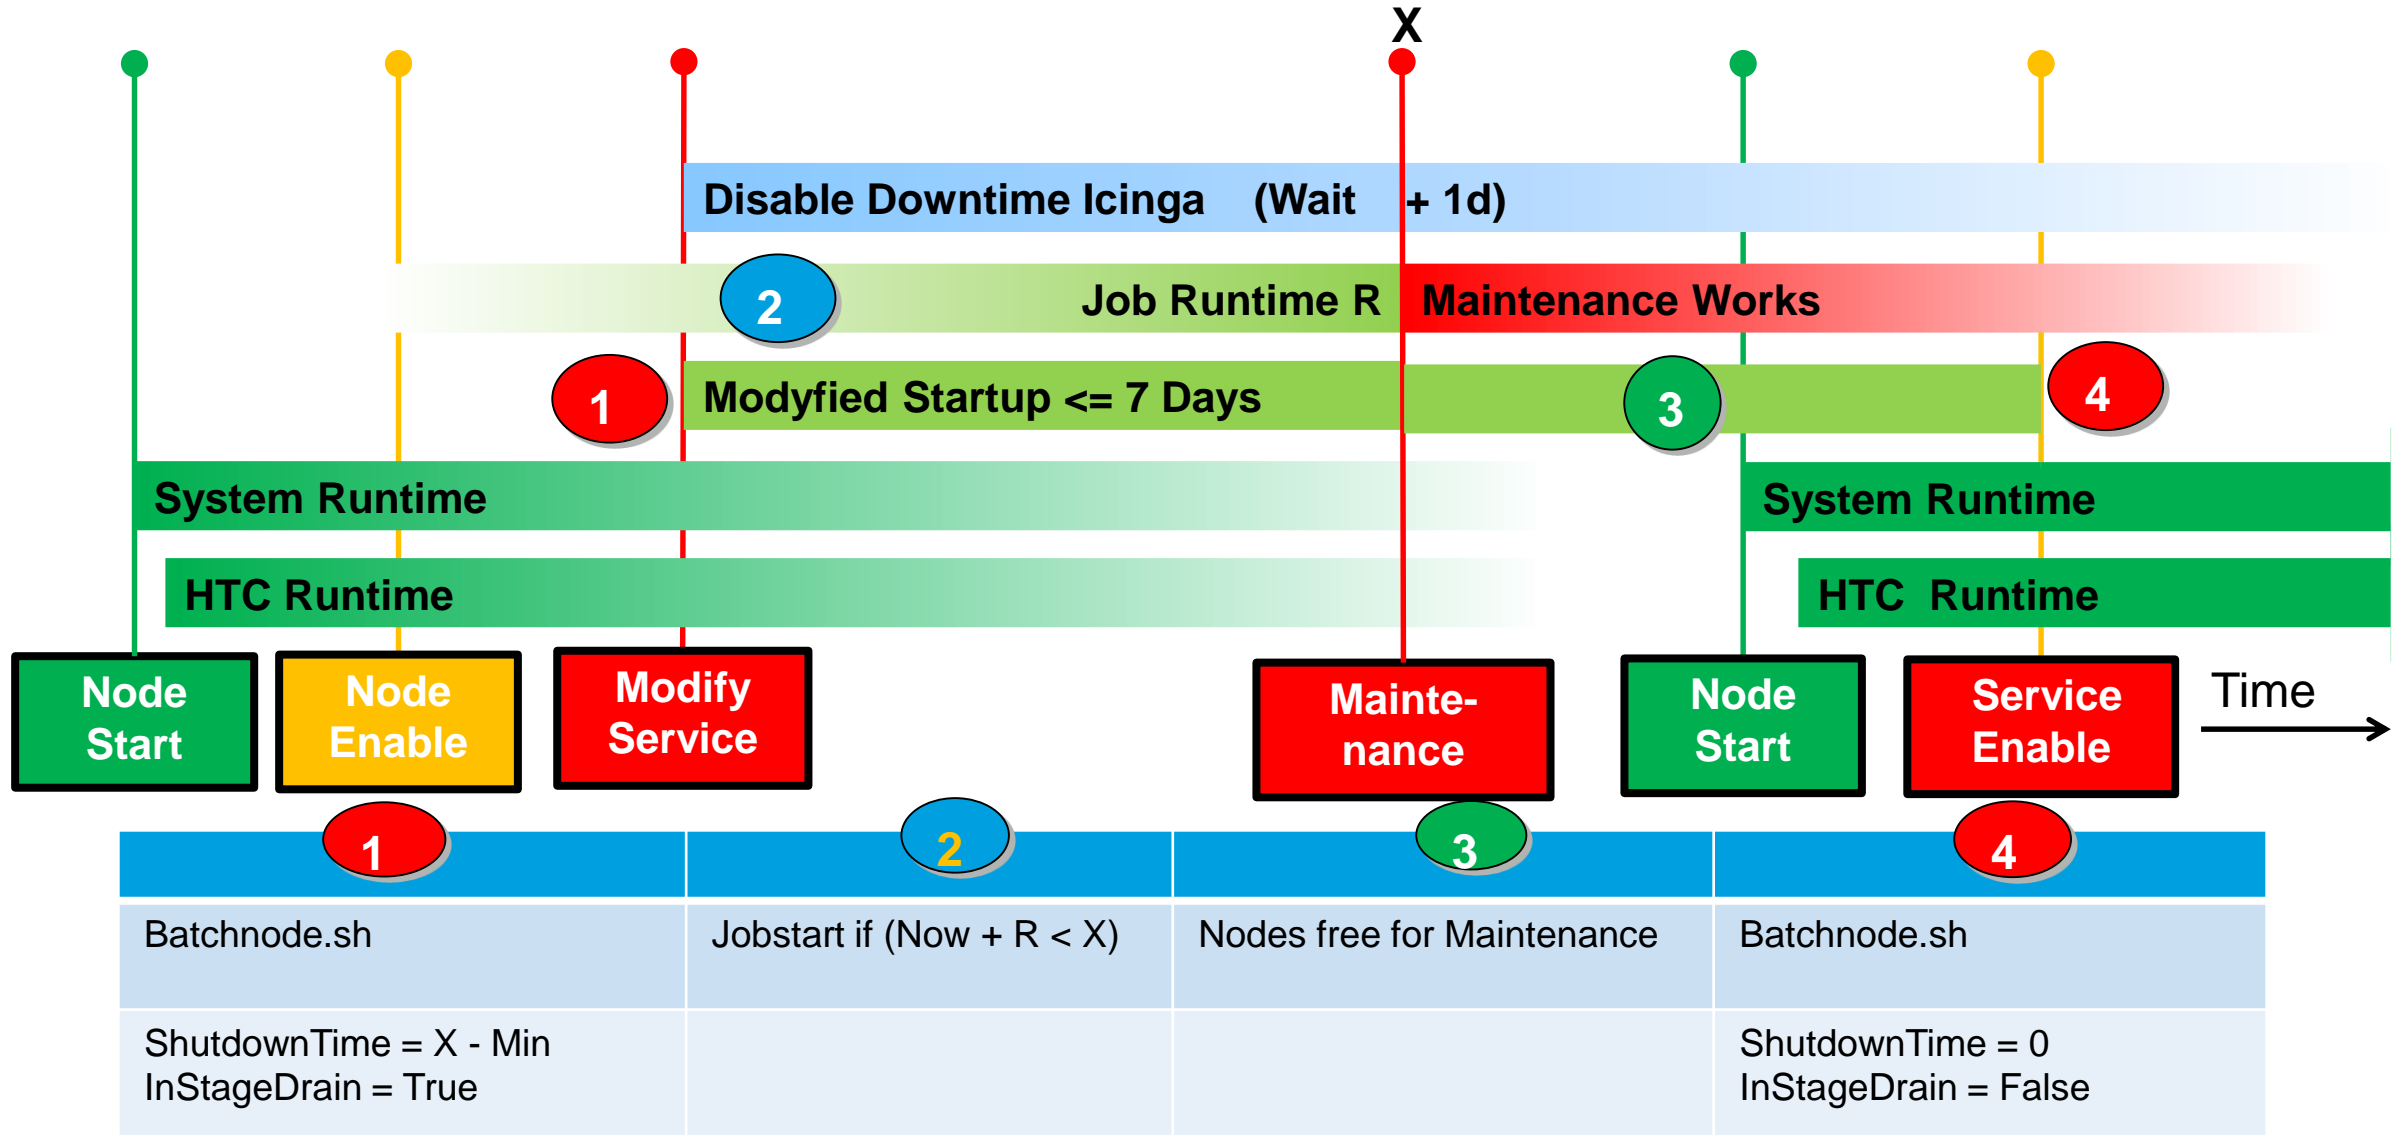 X
Disable Downtime Icinga (Wait + 1d)
2
Job Runtime R
Maintenance Works
1
Modyfied Startup <= 7 Days
3
4
System Runtime
System Runtime
HTC Runtime
HTC Runtime
Node
Start
Node
Enable
Modify
Service
Mainte-
nance
Node
Start
Service
Enable
Time
1
2
3
4
Batchnode.sh
Jobstart if (Now + R < X)
Nodes free for Maintenance
Batchnode.sh
ShutdownTime = X - Min
InStageDrain = True
ShutdownTime = 0
InStageDrain = False